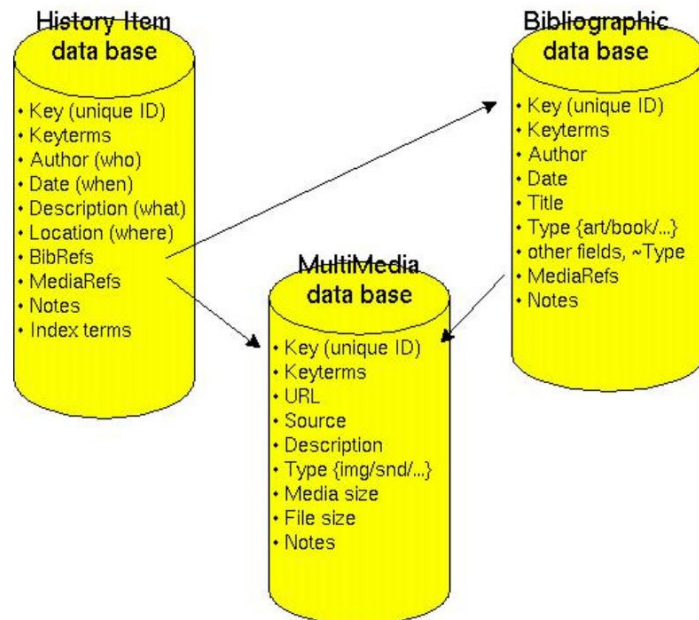 History Item
data base
• Key (unique ID)
• Keyterms
• Author (who)
• Date (when)
• Description (what)
• Location (where)
• BibRefs
• MediaRefs
• Notes
• Index terms
Bibliographic
data base
• Key (unique ID)
• Keyterms
• Author
• Date
• Title
• Type {art/book/...}
• other fields, ~Type
• MediaRefs
• Notes
MultiMedia
data base
• Key (unique ID)
• Keyterms
• URL
• Source
• Description
• Type {img/snd/...}
• Media size
• File size
• Notes